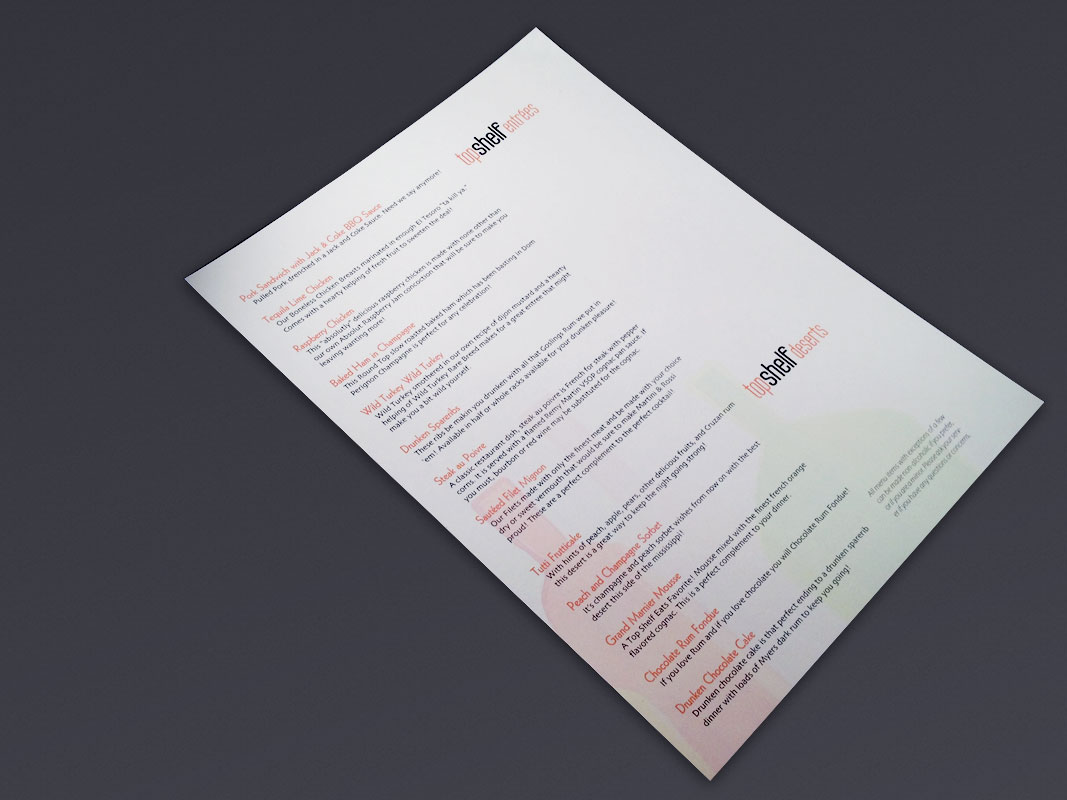 topshelf entrées
Pork Sandwich with Jack & Coke BBQ Sauce
Pulled Pork drenched in a Jack and Coke Sauce. Need we say anymore!
Tequila Lime Chicken
Our Boneless Chicken Breasts marinated in enough El Tesoro "ta kill ya."
Comes with a hearty helping of fresh fruit to sweeten the deal!
Raspberry Chicken
This "absolutly" delicious raspberry chicken is made with none other than
our own Absolut Raspberry Jam concoction that will be sure to make you
leaving wanting more!
Baked Ham in Champagne
This Round Top slow roasted baked ham which has been basting in Dom
Perignon Champagne is perfect for any celebration!
Wild Turkey Wild Turkey
Wild Turkey smothered in our own recipe of dijon mustard and a hearty
helping of Wild Turkey Rare Breed makes for a great entree that might
make you a bit wild yourself.
Drunken Spareribs
These ribs be makin you drunken with all that Goslings Rum we put in
'em! Available in half or whole racks available for your drunken pleasure!
Steak au Poivre
A classic restaurant dish, steak au poivre is French for steak with pepper
corns. It is served with a flamed Remy Martin VSOP cognac pan sauce. If
you must, bourbon or red wine may be substituted for the cognac.
Sautéed Filet Mignon
Our Filets made with only the finest meat and be made with your choice
dry or sweet vermouth that would be sure to make Martini & Rossi
proud! These are a perfect complement to the perfect cocktail!
topshelf deserts
Tutti Frutticake
With hints of peach, apple, pears, other delicious fruits, and Cruzan rum
this desert is a great way to keep the night going strong!
Peach and Champagne Sorbet
It's champagne and peach sorbet wishes from now on with the best
desert this side of the mississippi!
Grand Marnier Mousse
A Top Shelf Eats Favorite! Mousse mixed with the finest french orange
flavored cognac. This is a perfect complement to your dinner.
Chocolate Rum Fondue
If you love Rum and if you love chocolate you will Chocolate Rum Fondue!
Drunken Chocolate Cake
Drunken chocolate cake is that perfect ending to a drunken sparerib
dinner with loads of Myers dark rum to keep you going!
All menu items with exceptions of a few
can be made non-alcoholic if you prefer,
or if you are a minor. Please ask your serv-
er if you have any questions or concerns.